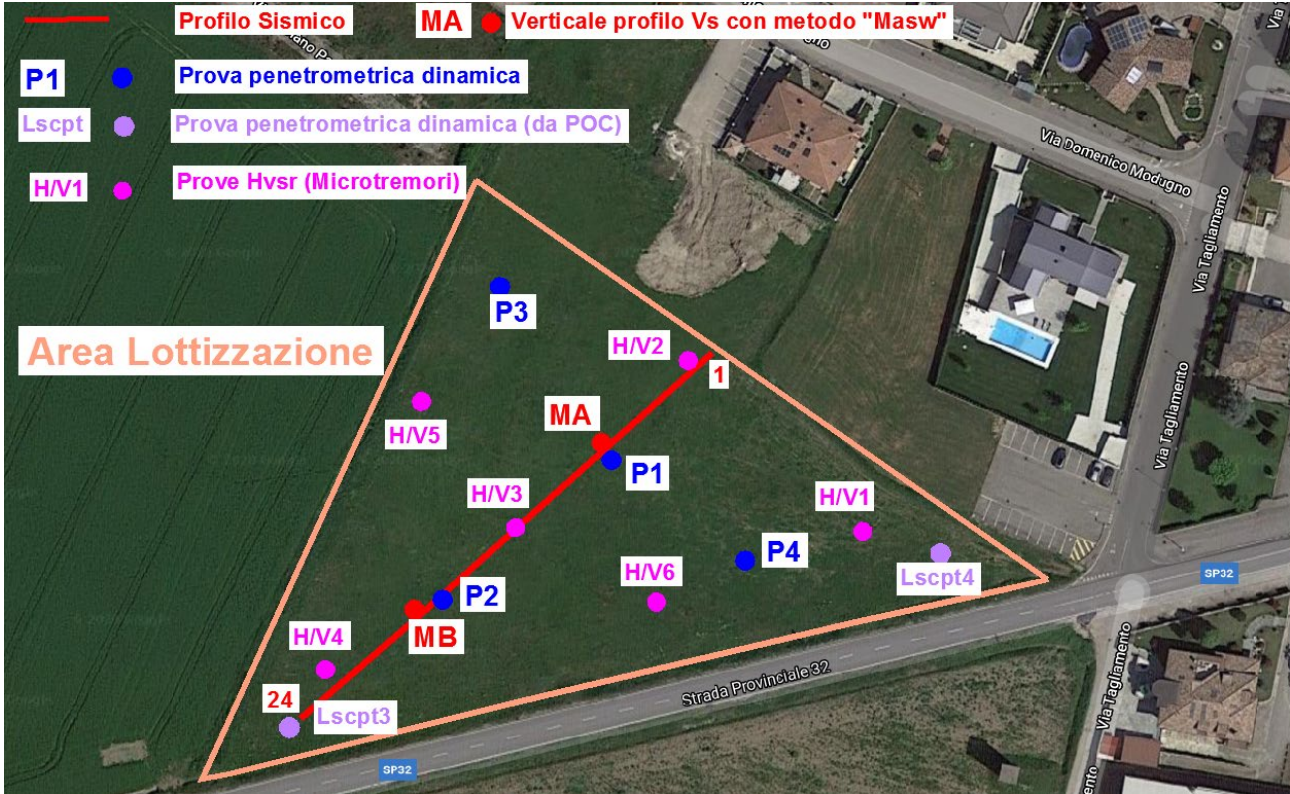 Profilo Sismico
MA
Verticale profilo Vs con metodo "Masw"
P1
Prova penetrometrica dinamica
Lscpt
Prova penetrometrica dinamica (da POC)
H/V1
Prove Hvsr (Microtremori)
Via Domenico Modugno
Via Tagliamento
P3
Area Lottizzazione
H/V2
1
MA
H/V5
P1
Via Tagliamento
H/V3
H/V1
P4
Lscpt4
H/V6
SP32
P2
MB
H/V4
24
Lscpt3
Strada Provinciale 32
Via Tagliamento
SP32